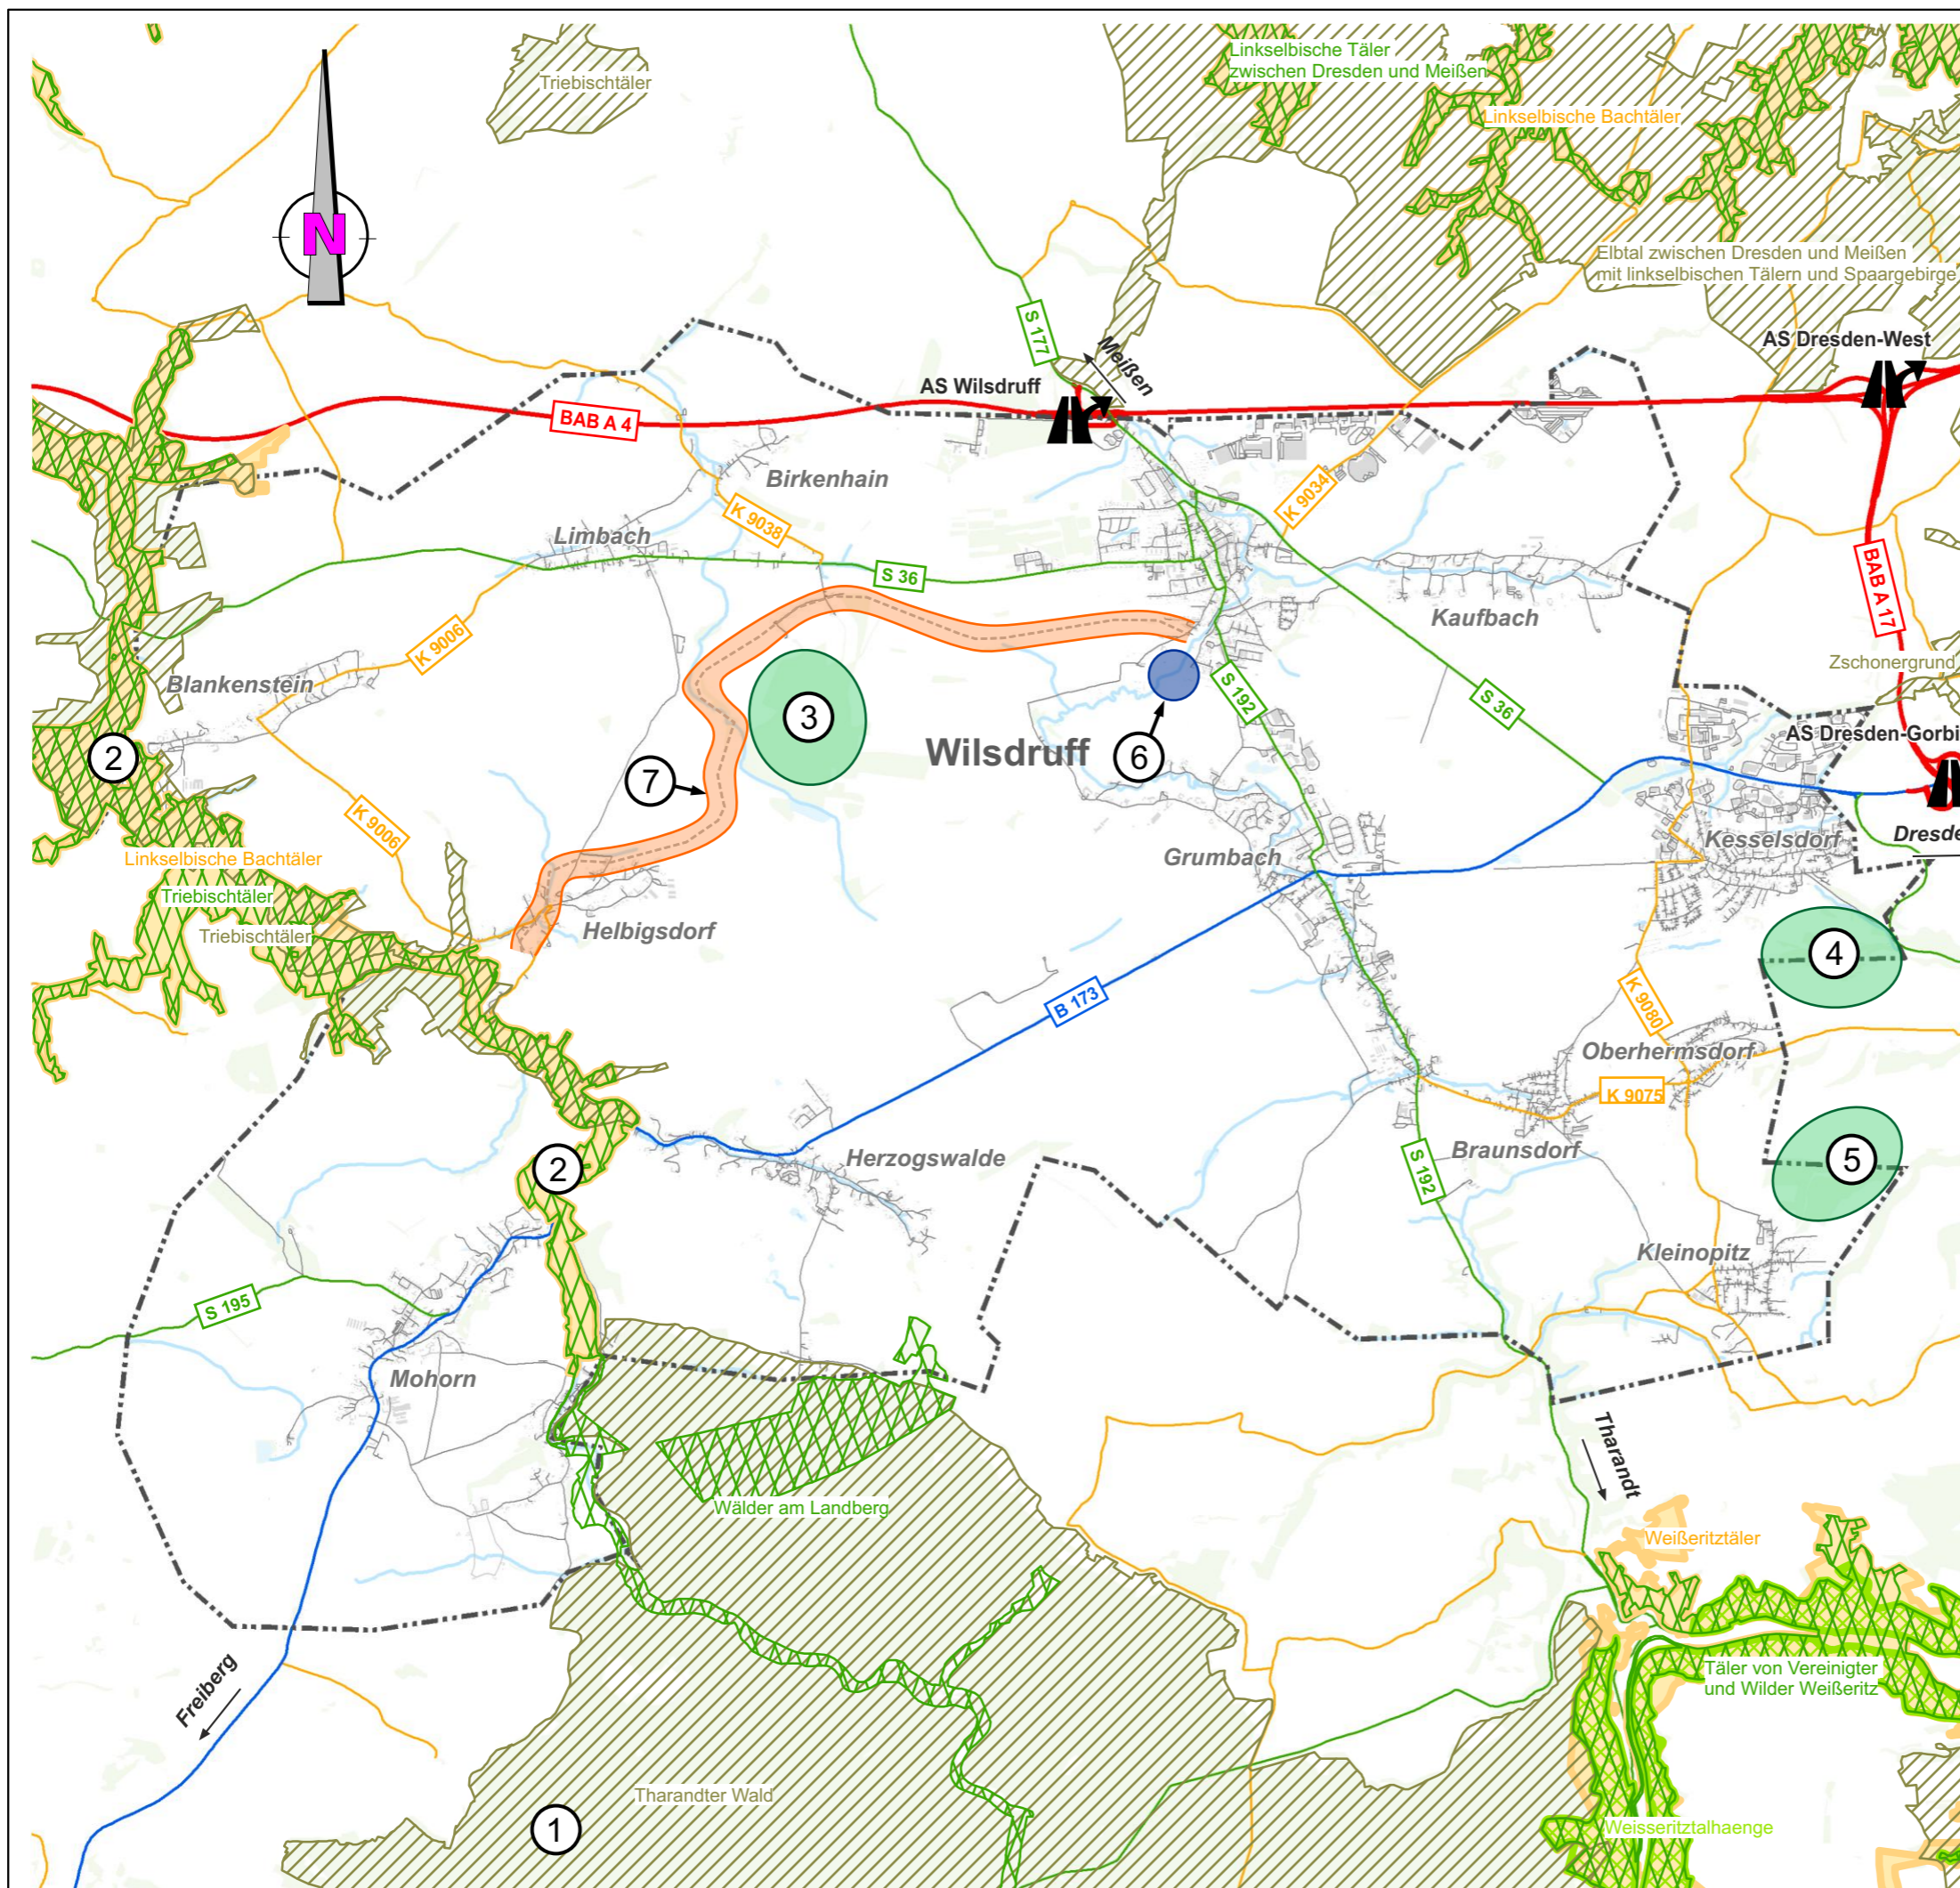 Linkselbische Täler
zwischen Dresden und Meißen
Triebischtäler
Linkselbische Bachtäler
N
Elbtal zwischen Dresden und Meißen
mit linkselbischen Tälern und Spaargebirge
S 177
Meißen
AS Dresden-West
AS Wilsdruff
BAB A 4
Birkenhain
K 9034
K 9038
Limbach
S 36
BAB A 17
Kaufbach
K 9006
Zschonergrund
Blankenstein
S 192
S 36
3
Wilsdruff
6
AS Dresden-Gorbi
2
7
K 9006
Dresde
Kesselsdorf
Grumbach
Linkselbische Bachtäler
Triebischtäler
Triebischtäler
Helbigsdorf
4
B 173
K 9080
Oberhermsdorf
K 9075
Braunsdorf
Herzogswalde
2
S 192
5
Kleinopitz
S 195
Mohorn
Tharandt
Wälder am Landberg
Weißeritztäler
Freiberg
Täler von Vereinigter
und Wilder Weißeritz
Tharandter Wald
1
Weisseritztalhaenge